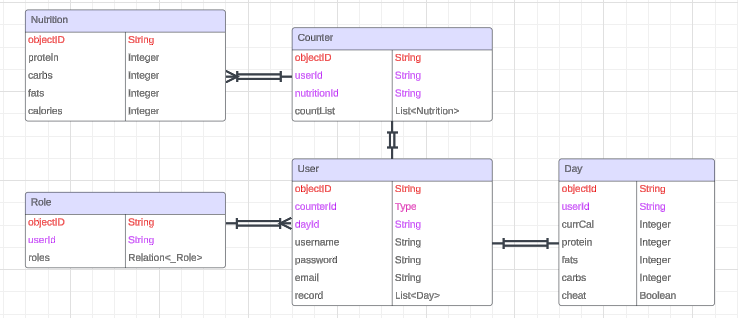 Nutrition
objectID String
protein Integer
carbs Integer
fats Integer
calories Integer
Counter
objectID String
userId String
nutritionId String
countList List<Nutrition>
Role
objectID String
userId String
roles Relation<_Role>
User
objectID String
counterId Type
dayId String
username String
password String
email String
record List<Day>
Day
objectId String
userId String
currCal Integer
protein Integer
fats Integer
carbs Integer
cheat Boolean